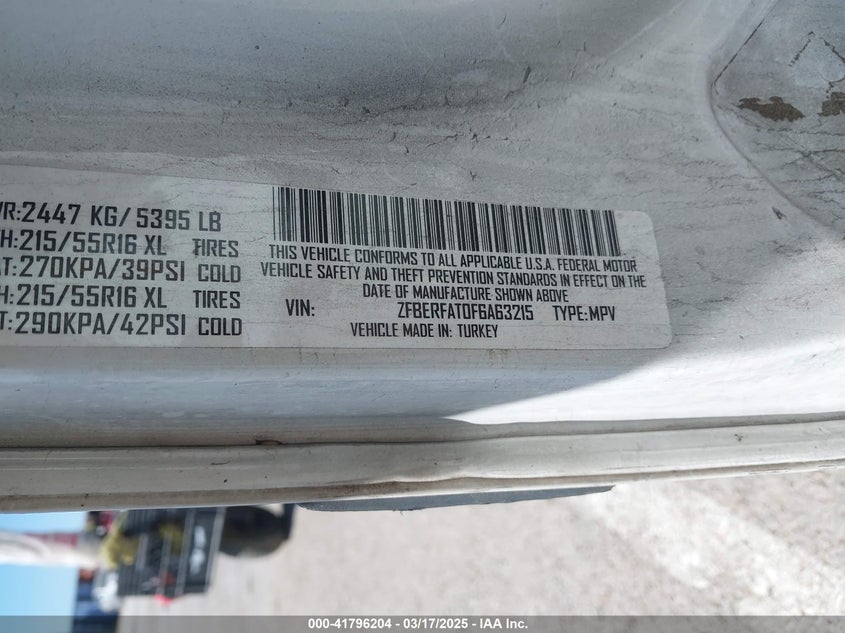 VR:2447 KG/5395 LB
H:215/55R16 XL TIRES
AT:270KPA/39PSI COLD
H:215/55R16 XL TIRES
T:290KPA/42PSI COLD
THIS VEHICLE CONFORMS TO ALL APPLICABLE U.S.A. FEDERAL MOTOR
VEHICLE SAFETY AND THEFT PREVENTION STANDARDS IN EFFECT ON THE
DATE OF MANUFACTURE SHOWN ABOVE
VIN: ZFBERFAT0F6A63215 TYPE:MPV
VEHICLE MADE IN: TURKEY
000-41796204 - 03/17/2025 - IAA Inc.